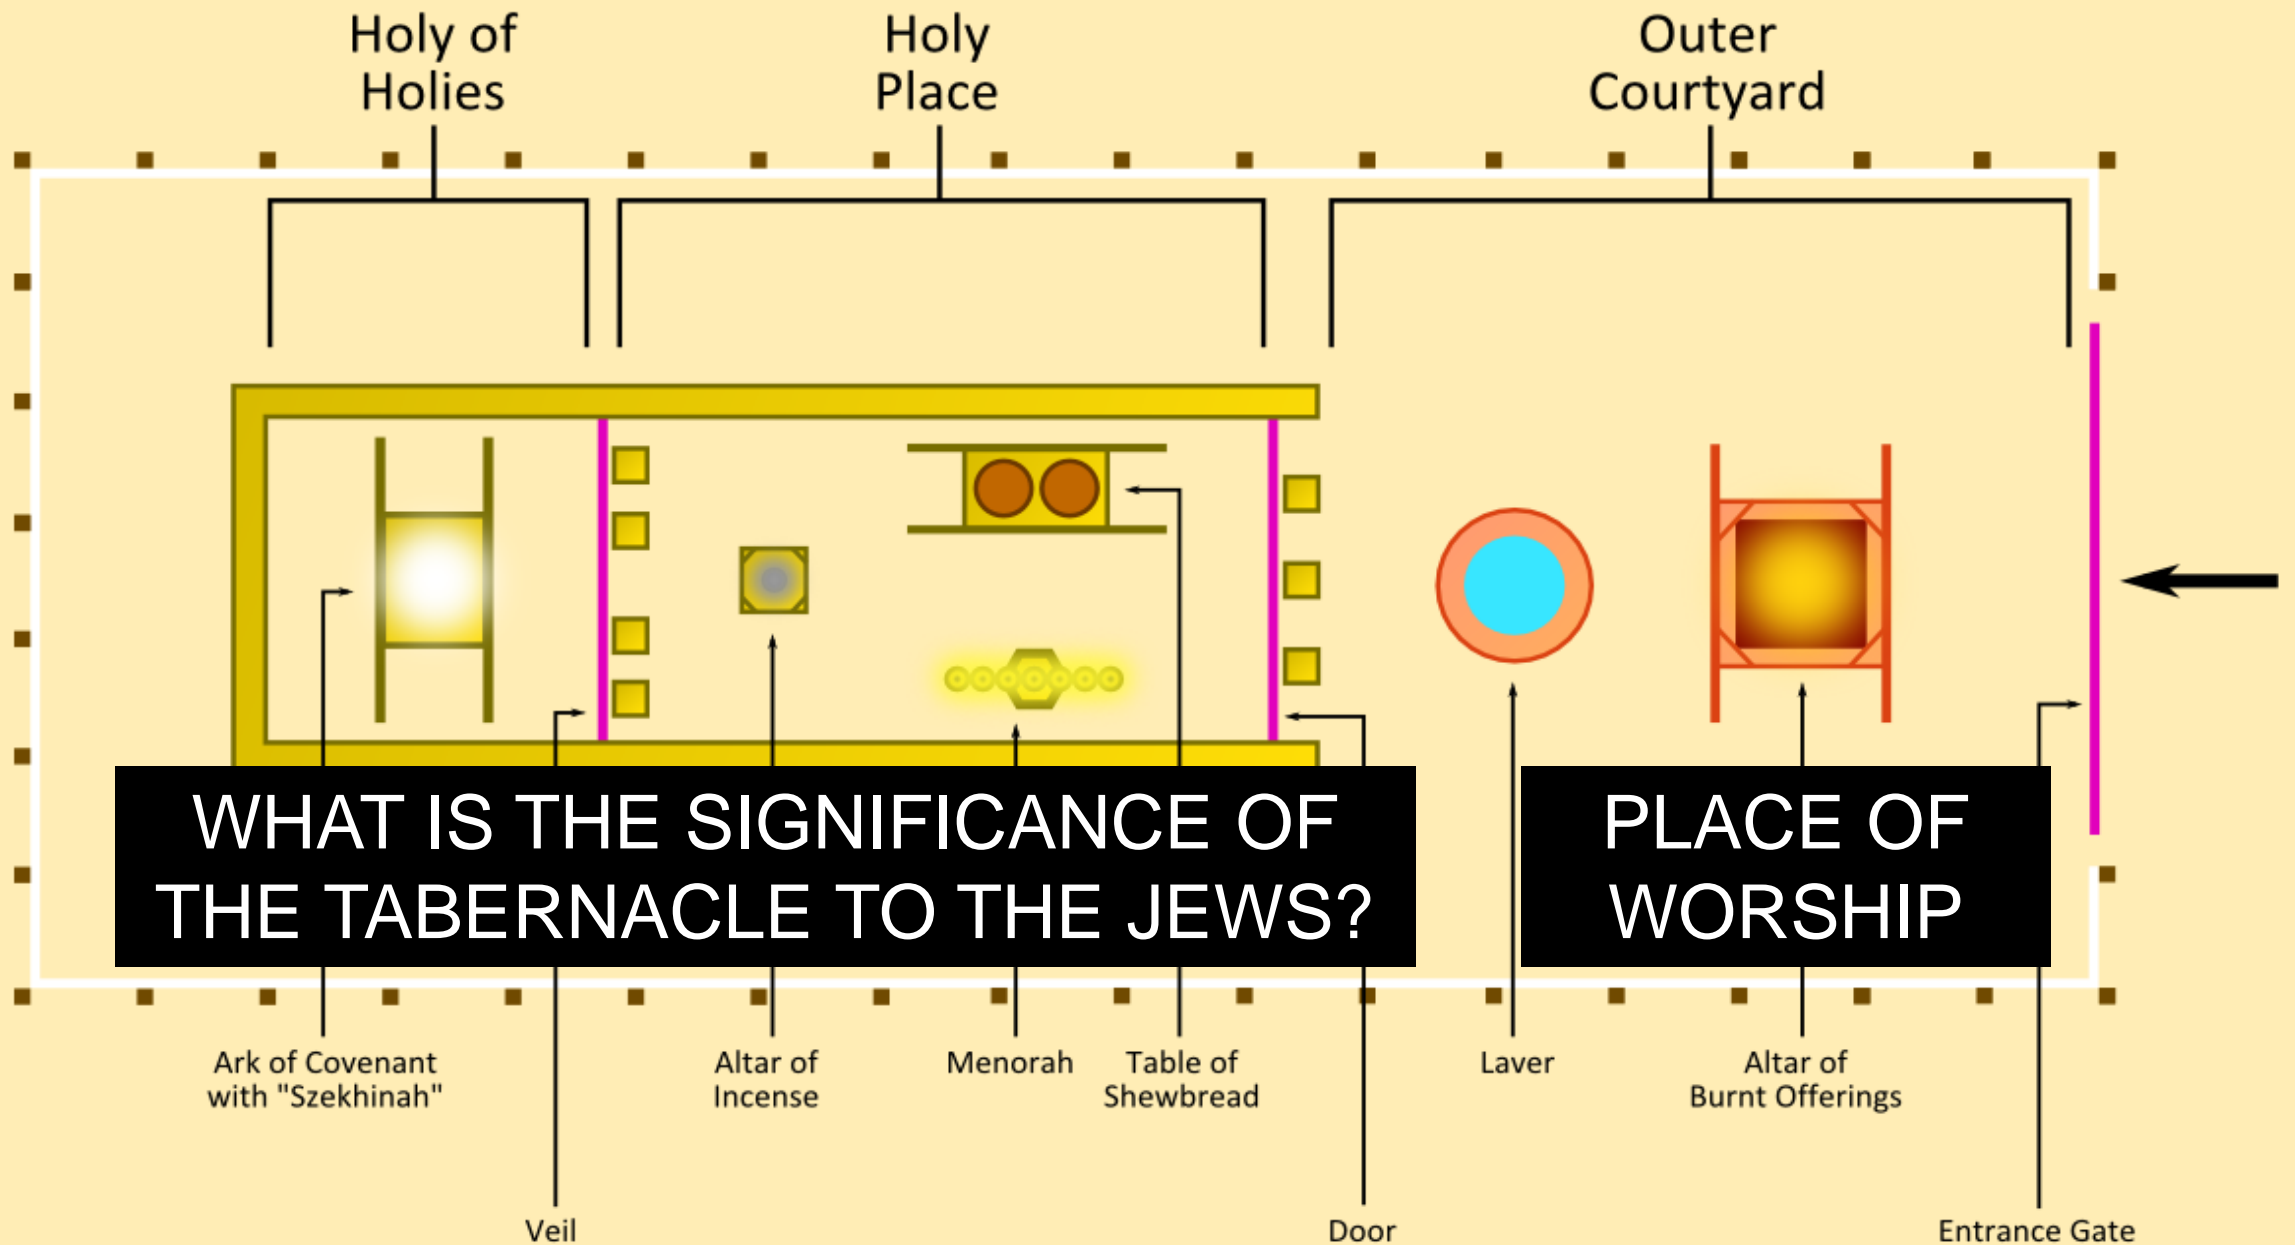 Holy of
Holies
Holy
Place
Outer
Courtyard
WHAT IS THE SIGNIFICANCE OF
THE TABERNACLE TO THE JEWS?
PLACE OF
WORSHIP
Ark of Covenant
with "Szekhinah"
Altar of
Incense
Menorah
Table of
Shewbread
Laver
Altar of
Burnt Offerings
Veil
Door
Entrance Gate